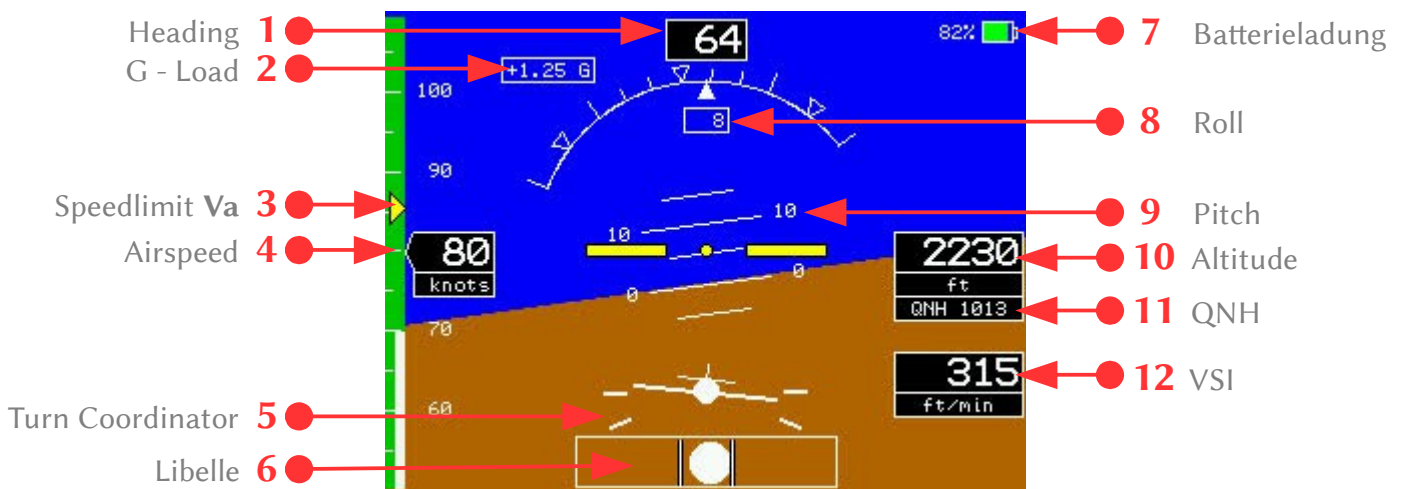 Heading 1
G - Load 2
Speedlimit Va 3
Airspeed 4
Turn Coordinator 5
Libelle 6
64
+1.25 G
82%
100
8
90
10
10
80
knots
0
0
70
60
2230
ft
QNH 1013
315
ft/min
7 Batterieladung
8 Roll
9 Pitch
10 Altitude
11 QNH
12 VSI